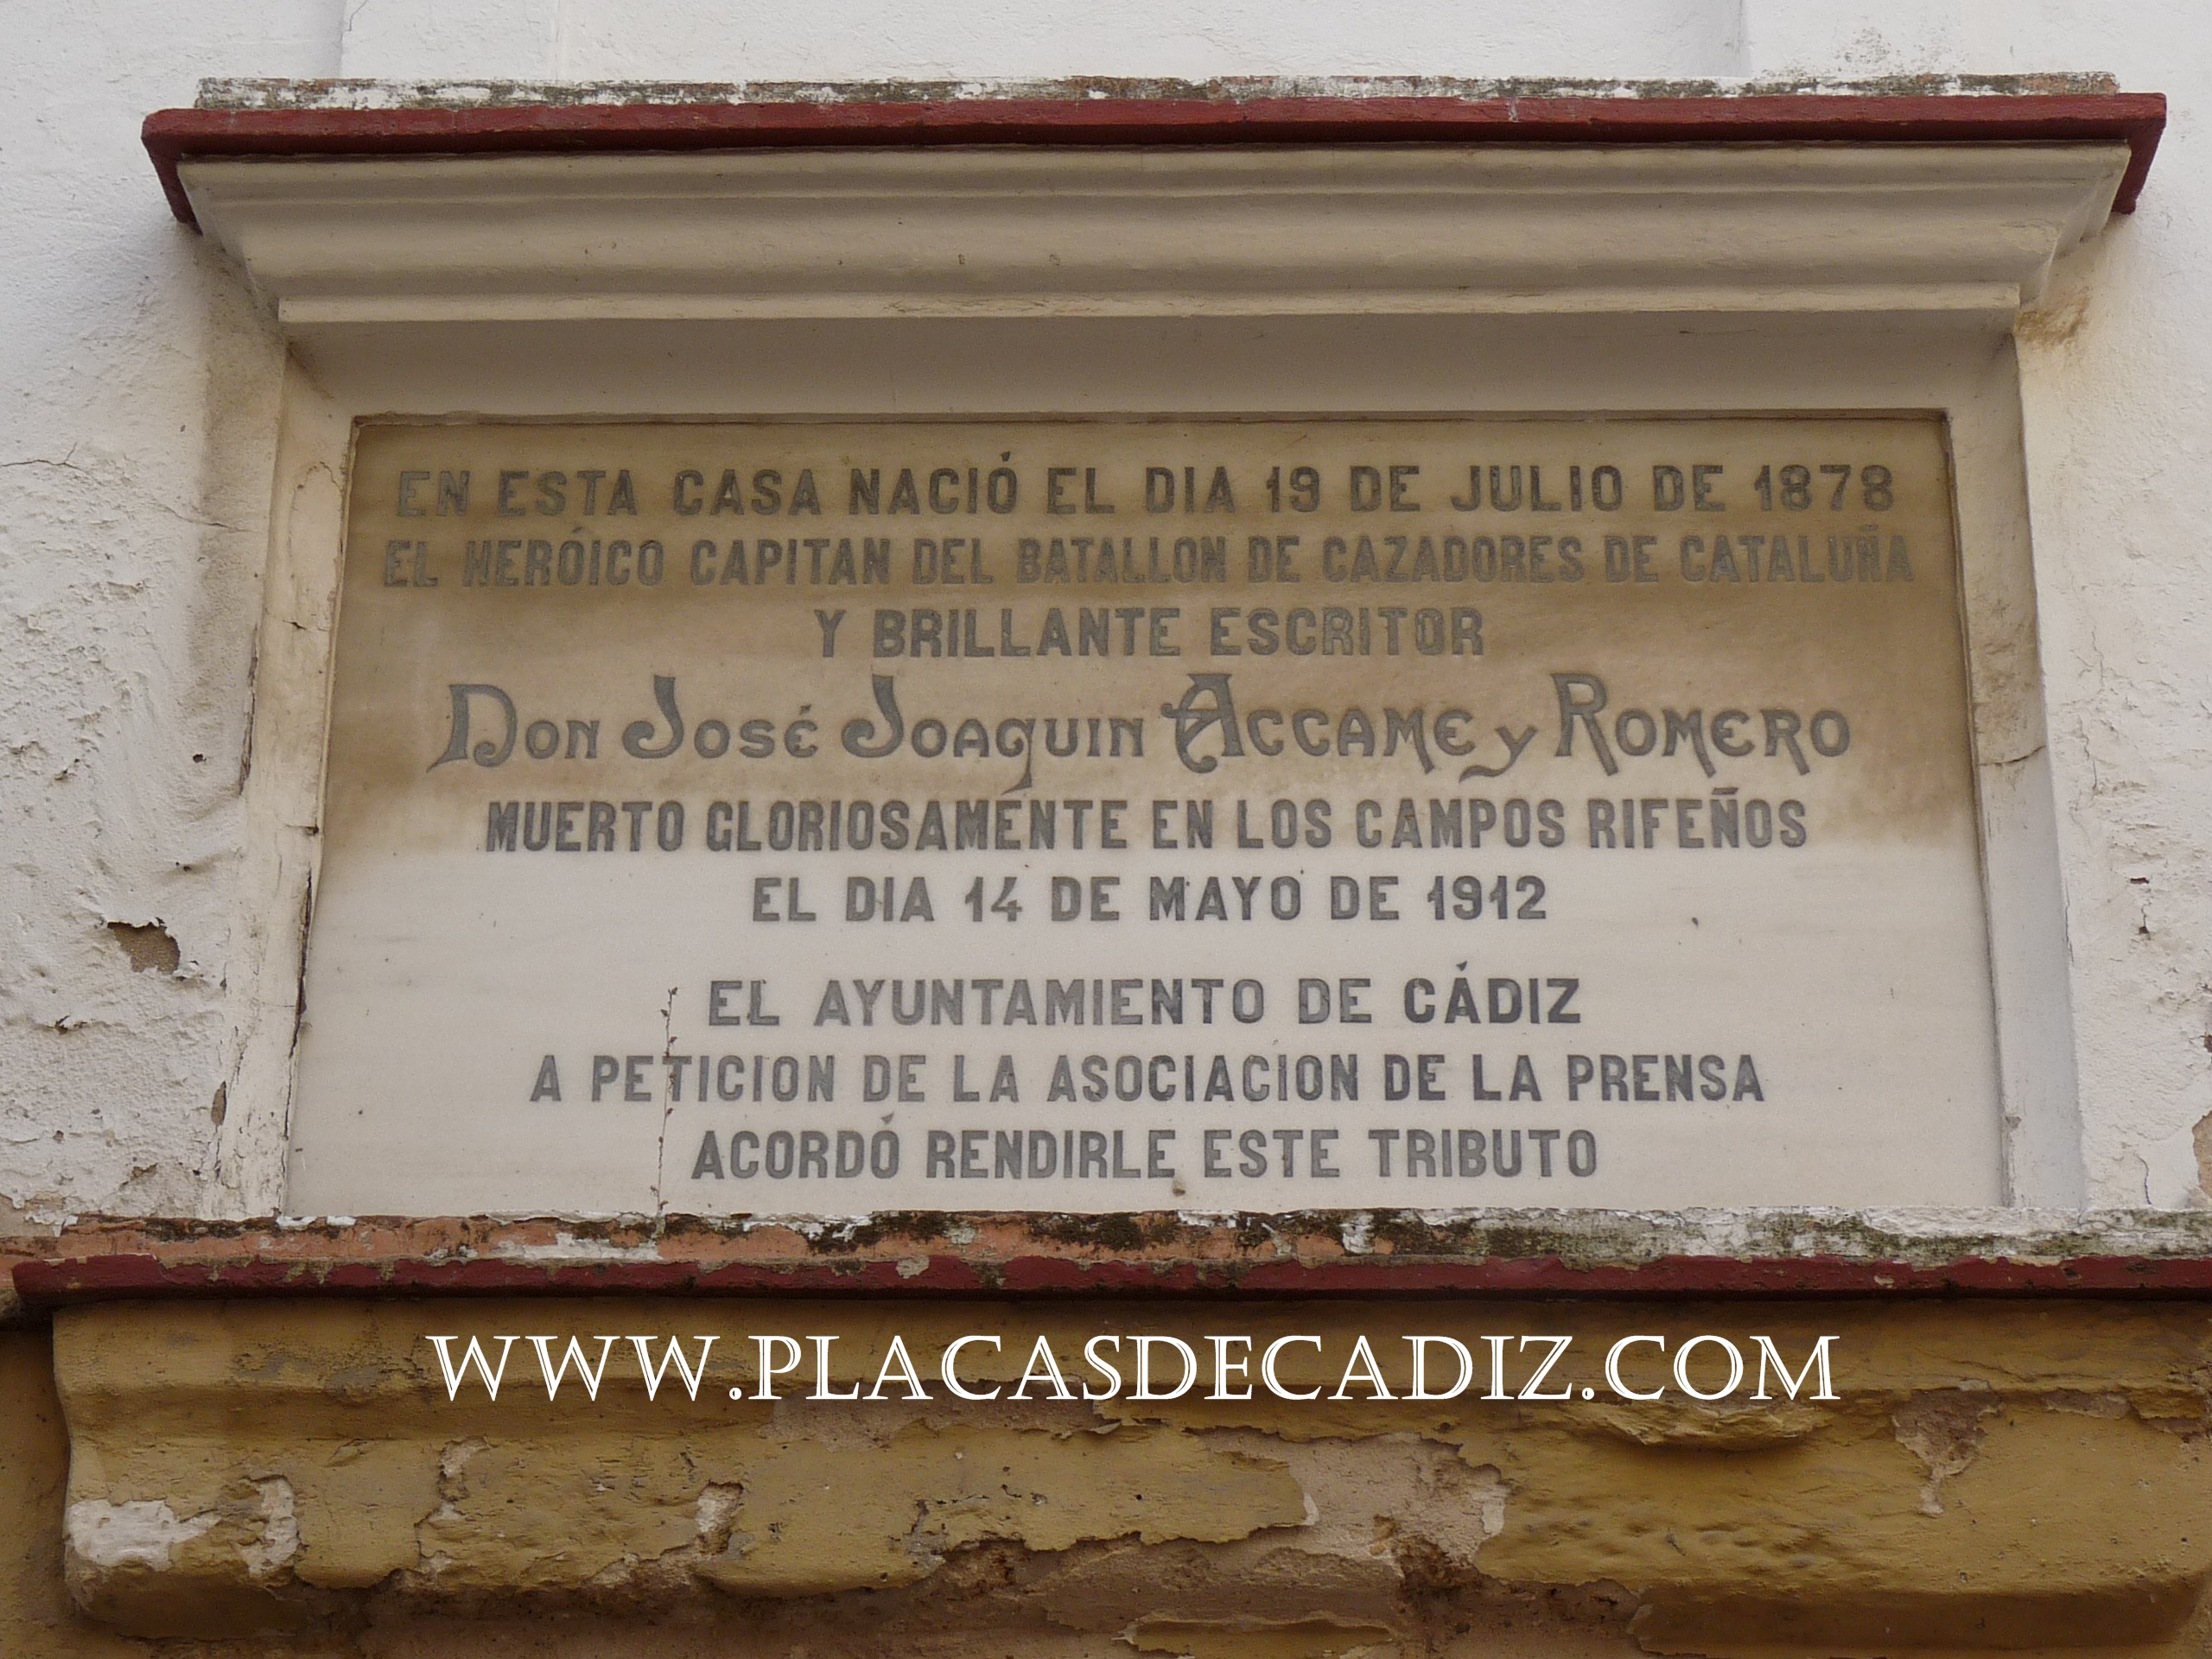 EN ESTA CASA NACIÓ EL DIA 19 DE JULIO DE 1878
EL HERÓICO CAPITAN DEL BATALLON DE CAZADORES DE CATALUÑA
Y BRILLANTE ESCRITOR
DON JOSÉ JOAQUIN ACCAME y ROMERO
MUERTO GLORIOSAMENTE EN LOS CAMPOS RIFEÑOS
EL DIA 14 DE MAYO DE 1912
EL AYUNTAMIENTO DE CÁDIZ
A PETICION DE LA ASOCIACION DE LA PRENSA
ACORDÓ RENDIRLE ESTE TRIBUTO
WWW.PLACASDECADIZ.COM